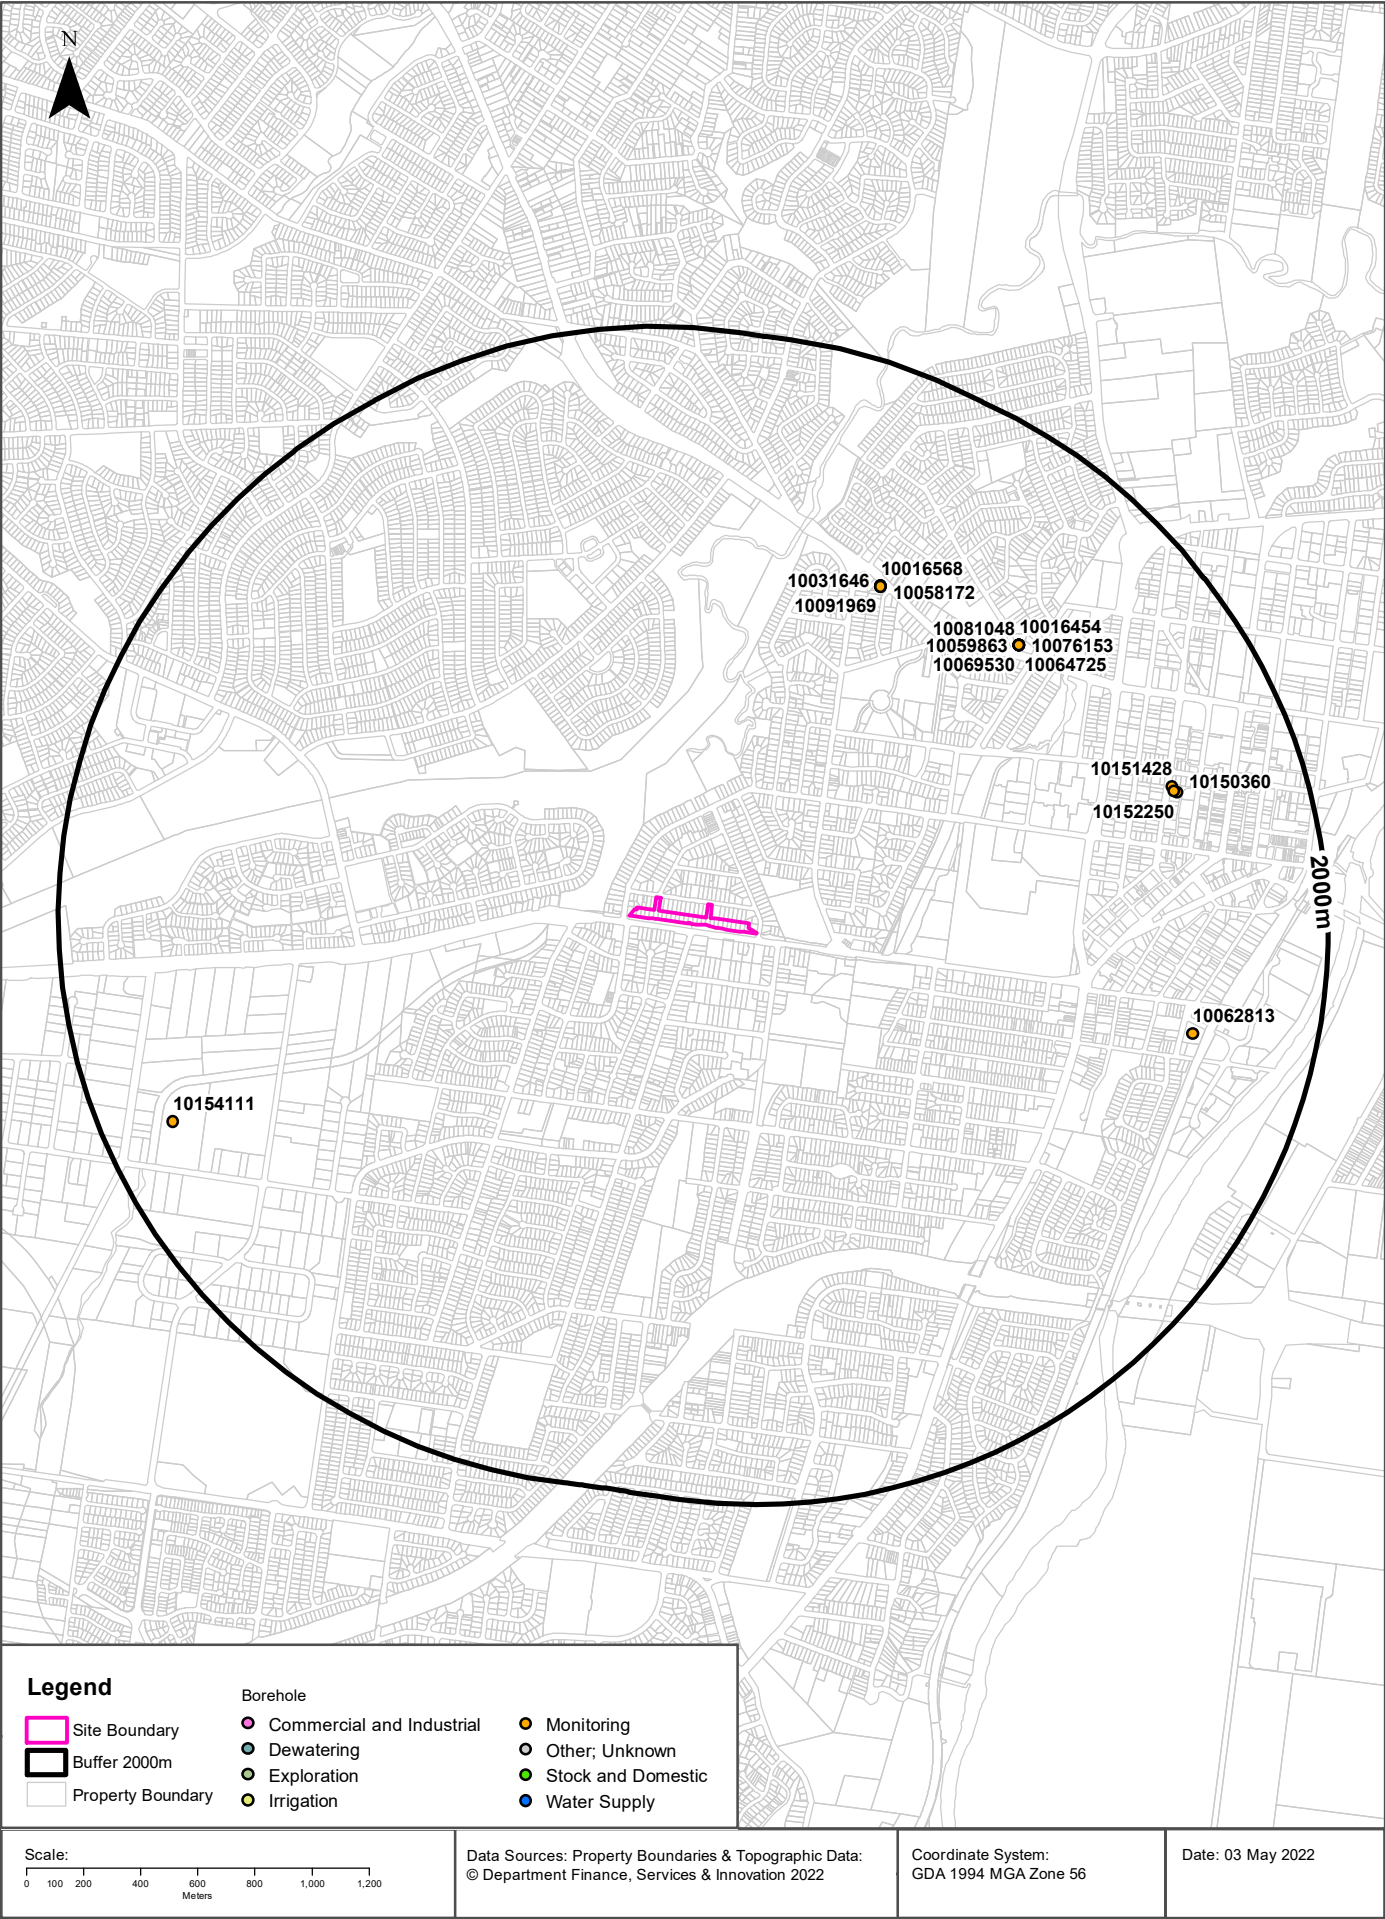 N
10016568
10031646
10058172
10091969
10081048 10016454
10059863 10076153
10069530 10064725
10151428
10150360
10152250
2000m
10062813
10154111
Legend
Site Boundary
Buffer 2000m
Property Boundary
Borehole
Commercial and Industrial
Dewatering
Exploration
Irrigation
Monitoring
Other; Unknown
Stock and Domestic
Water Supply
Scale:
0 100 200 400 600 800 1,000 1,200
Meters
Data Sources: Property Boundaries & Topographic Data:
© Department Finance, Services & Innovation 2022
Coordinate System:
GDA 1994 MGA Zone 56
Date: 03 May 2022